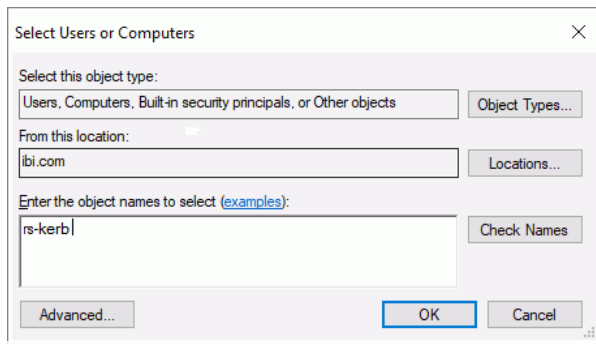 Select Users or Computers
Select this object type:
Users, Computers, Built-in security principals, or Other objects
Object Types...
From this location:
ibi.com
Locations...
Enter the object names to select (examples):
rs-kerb
Check Names
Advanced...
OK
Cancel